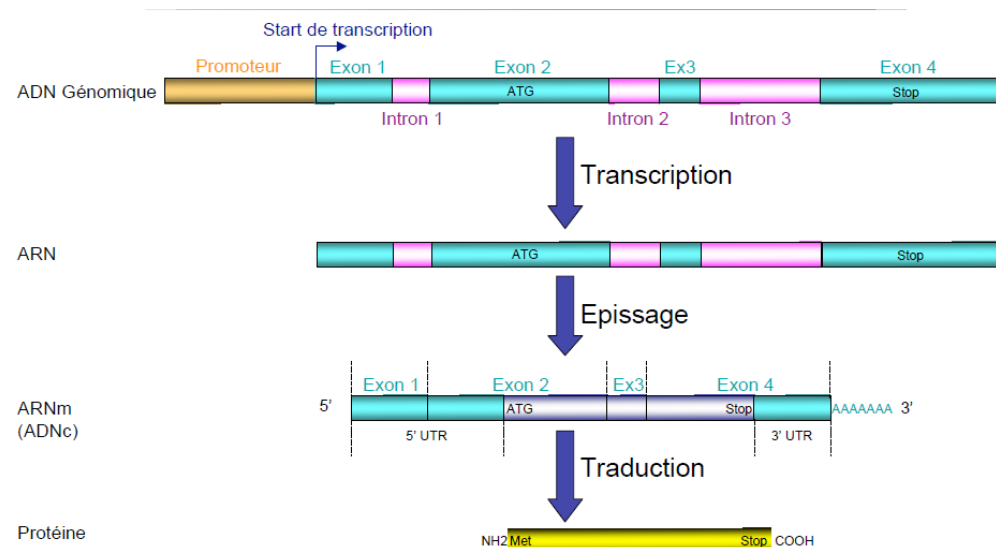 Start de transcription
Promoteur Exon 1 Exon 2 Ex3 Exon 4
ADN Génomique ATG Stop
Intron 1 Intron 2 Intron 3
Transcription
ARN ATG Stop
Epissage
Exon 1 Exon 2 Ex3 Exon 4
5' ATG Stop AAAAAAA 3'
ARNm
(ADNc)
5' UTR 3' UTR
Traduction
Protéine NH2 Met Stop COOH